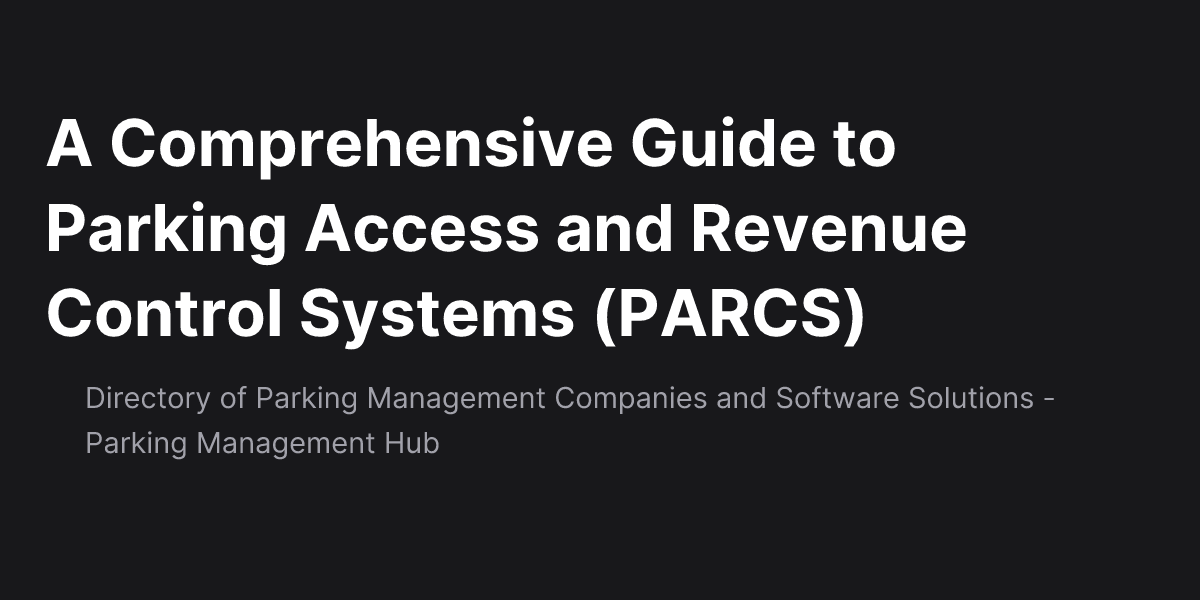 A Comprehensive Guide to
Parking Access and Revenue
Control Systems (PARCS)
Directory of Parking Management Companies and Software Solutions -
Parking Management Hub